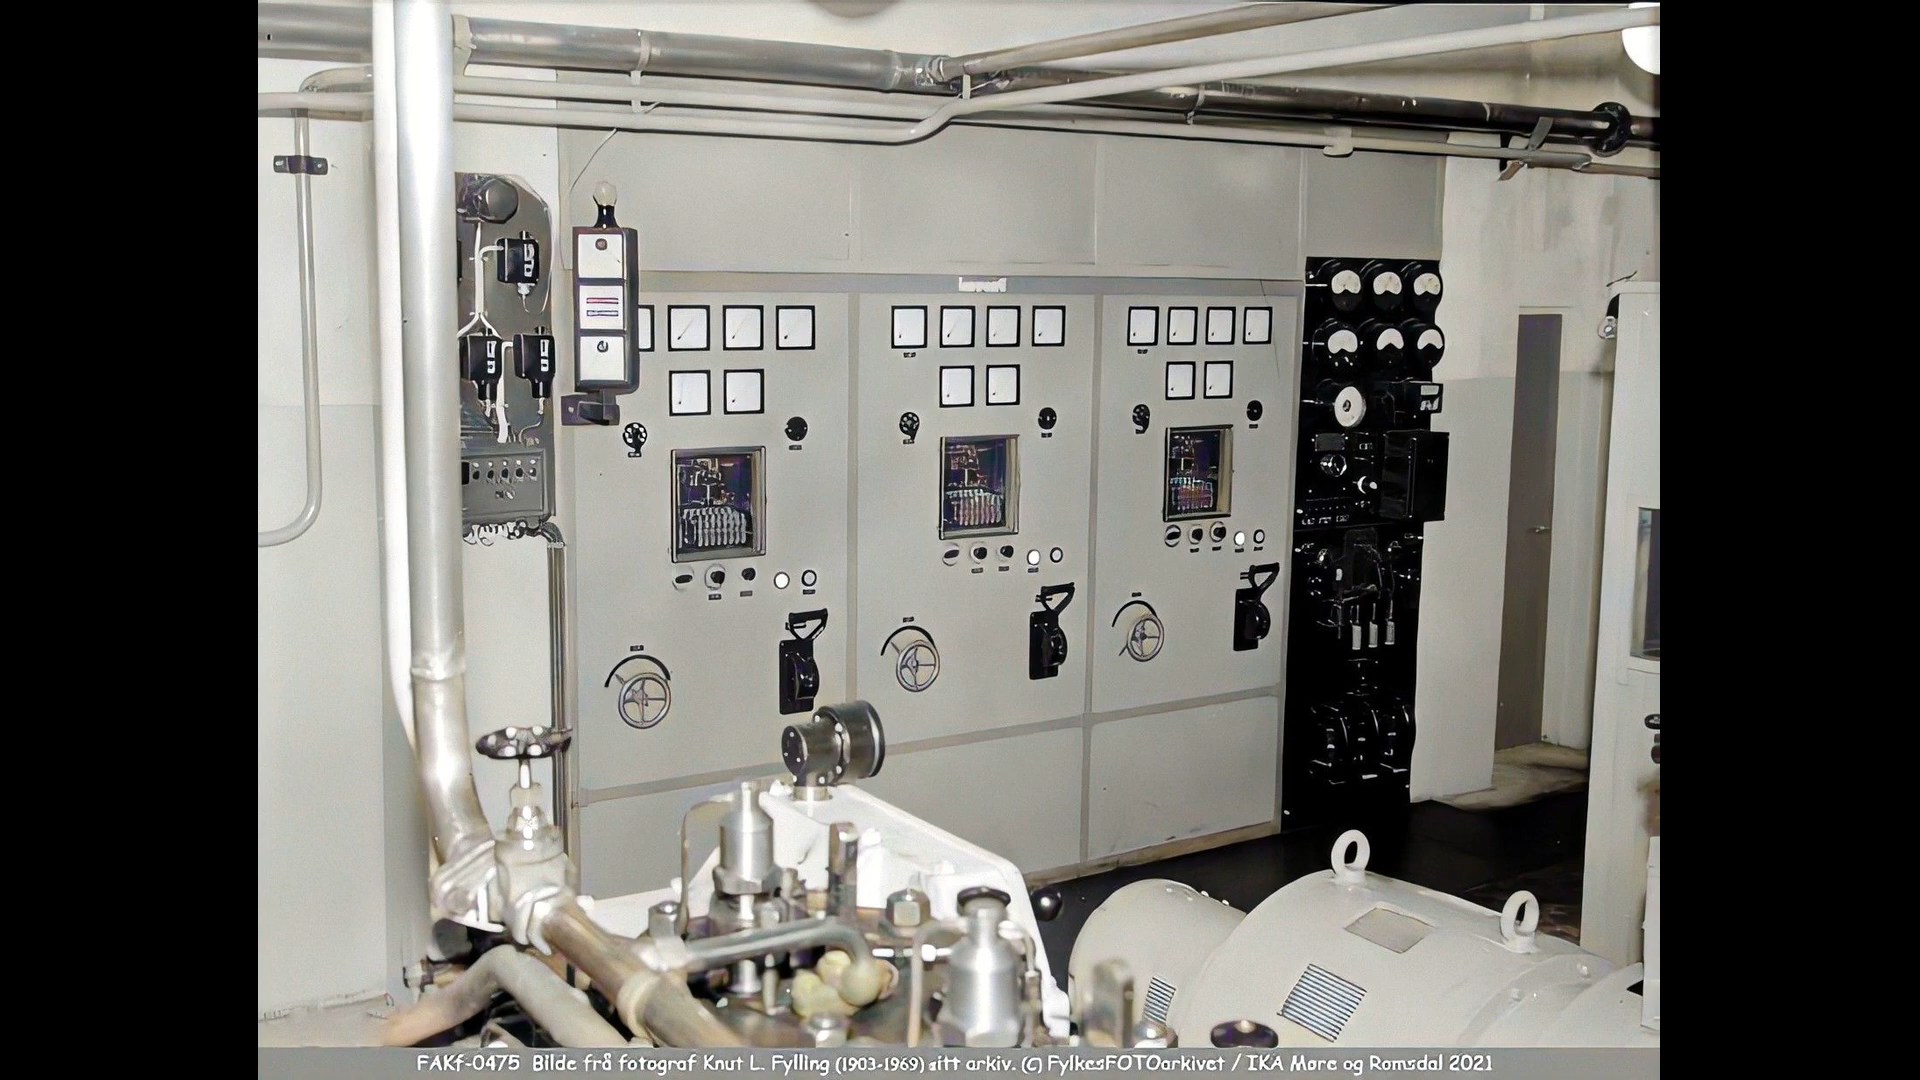 FAKf-0475 Bilde frå fotograf Knut L. Fylling (1903-1969) sitt arkiv. (C) FylkesFOTOarkivet / IKA Møre og Romsdal 2021